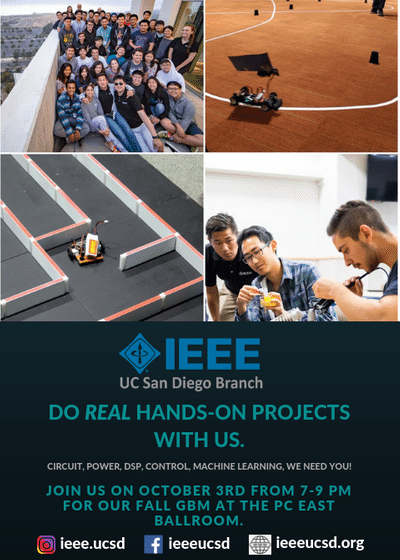 IEEE
UC San Diego Branch
DO REAL HANDS-ON PROJECTS
WITH US.
CIRCUIT, POWER, DSP, CONTROL, MACHINE LEARNING, WE NEED YOU!
JOIN US ON OCTOBER 3RD FROM 7-9 PM
FOR OUR FALL GBM AT THE PC EAST
BALLROOM.
ieee.ucsd ieeeucsd ieeeucsd.org